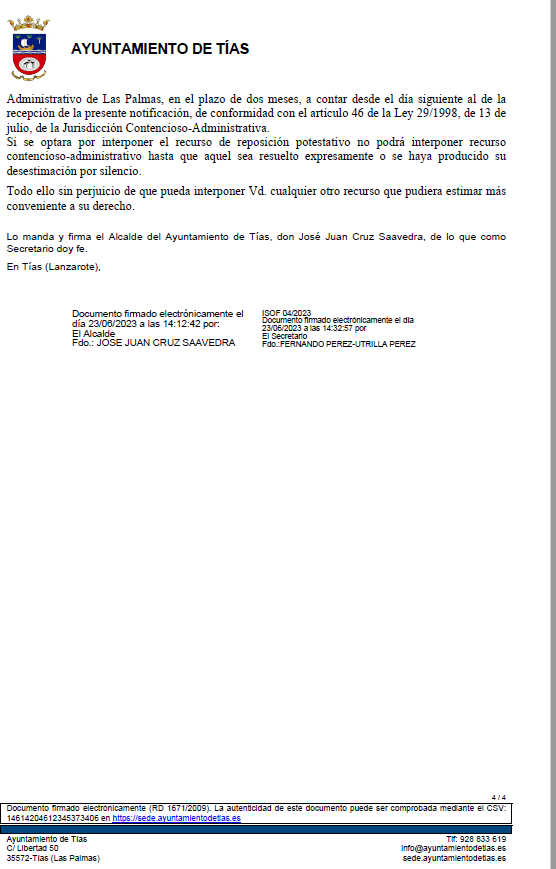 AYUNTAMIENTO DE TÍAS
Administrativo de Las Palmas, en el plazo de dos meses, a contar desde el día siguiente al de la
recepción de la presente notificación, de conformidad con el artículo 46 de la Ley 29/1998, de 13 de
julio, de la Jurisdicción Contencioso-Administrativa.
Si se optara por interponer el recurso de reposición potestativo no podrá interponer recurso
contencioso-administrativo hasta que aquel sea resuelto expresamente o se haya producido su
desestimación por silencio.
Todo ello sin perjuicio de que pueda interponer Vd. cualquier otro recurso que pudiera estimar más
conveniente a su derecho.
Lo manda y firma el Alcalde del Ayuntamiento de Tías, don José Juan Cruz Saavedra, de lo que como
Secretario doy fe.
En Tías (Lanzarote),
Documento firmado electrónicamente el
día 23/06/2023 a las 14:12:42 por:
El Alcalde
Fdo.: JOSE JUAN CRUZ SAAVEDRA
ISOF 04/2023
Documento firmado electrónicamente el día
23/06/2023 a las 14:32:57 por
El Secretario
Fdo.:FERNANDO PEREZ-UTRILLA PEREZ
4 / 4
Documento firmado electrónicamente (RD 1671/2009). La autenticidad de este documento puede ser comprobada mediante el CSV:
14614204612345373406 en https://sede.ayuntamientodetias.es
Ayuntamiento de Tías
C/ Libertad 50
35572-Tías (Las Palmas)
Tlf: 928 833 619
info@ayuntamientodetias.es
sede.ayuntamientodetias.es